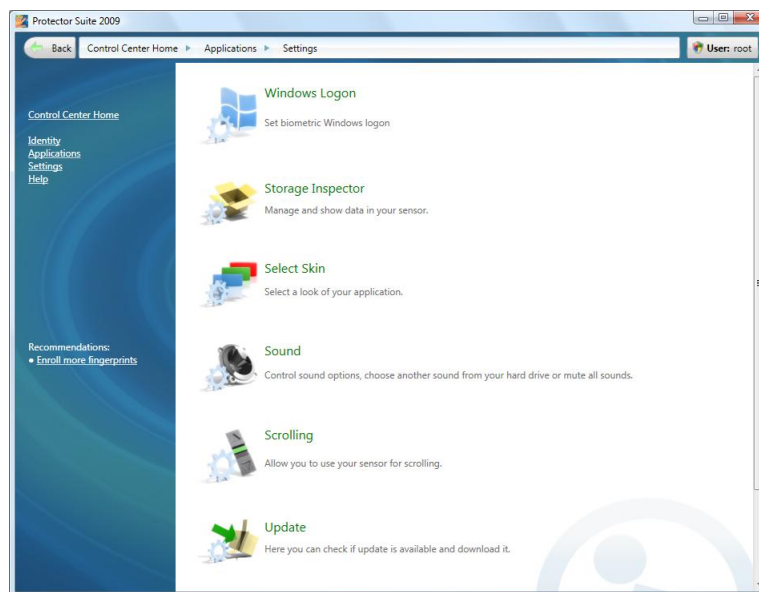 Protector Suite 2009
Back
Control Center Home
Applications
Settings
User: root
Control Center Home
Identity
Applications
Settings
Help
Recommendations:
• Enroll more fingerprints
Windows Logon
Set biometric Windows logon
Storage Inspector
Manage and show data in your sensor.
Select Skin
Select a look of your application.
Sound
Control sound options, choose another sound from your hard drive or mute all sounds.
Scrolling
Allow you to use your sensor for scrolling.
Update
Here you can check if update is available and download it.